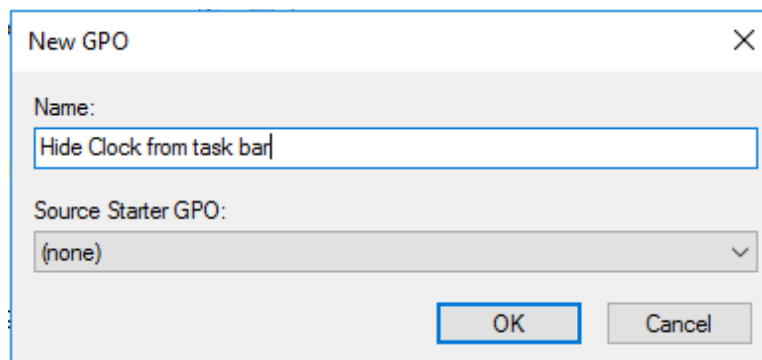 New GPO
Name:
Hide Clock from task bar
Source Starter GPO:
(none)
OK Cancel